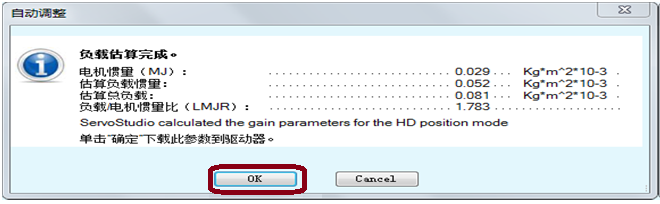 自动调整
负载估算完成。
电机惯量（MJ）： ........................... 0.029 ... Kg*m^2*10-3 .
估算负载惯量： ........................... 0.052 ... Kg*m^2*10-3 .
估算总负载： ........................... 0.081 ... Kg*m^2*10-3 .
负载/电机惯量比（LMJR）： ........................... 1.783 ..................
ServoStudio calculated the gain parameters for the HD position mode
单击“确定”下载此参数到驱动器。
OK Cancel